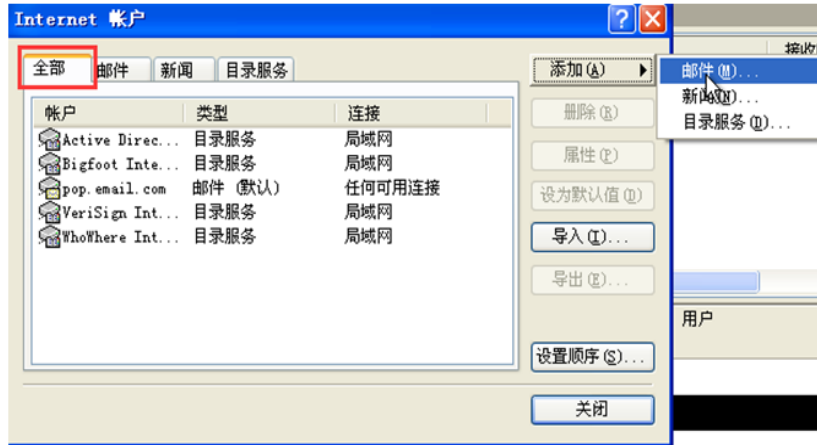 Internet 帐户
接收
全部 邮件 新闻 目录服务
添加(A)
邮件(M)...
新闻(N)...
目录服务(D)...
帐户 类型 连接
Active Direc... 目录服务 局域网
Bigfoot Inte... 目录服务 局域网
pop.email.com 邮件 (默认) 任何可用连接
VeriSign Int... 目录服务 局域网
WhoWhere Int... 目录服务 局域网
删除(R)
属性(P)
设为默认值(D)
导入(I)...
导出(E)...
用户
设置顺序(S)...
关闭